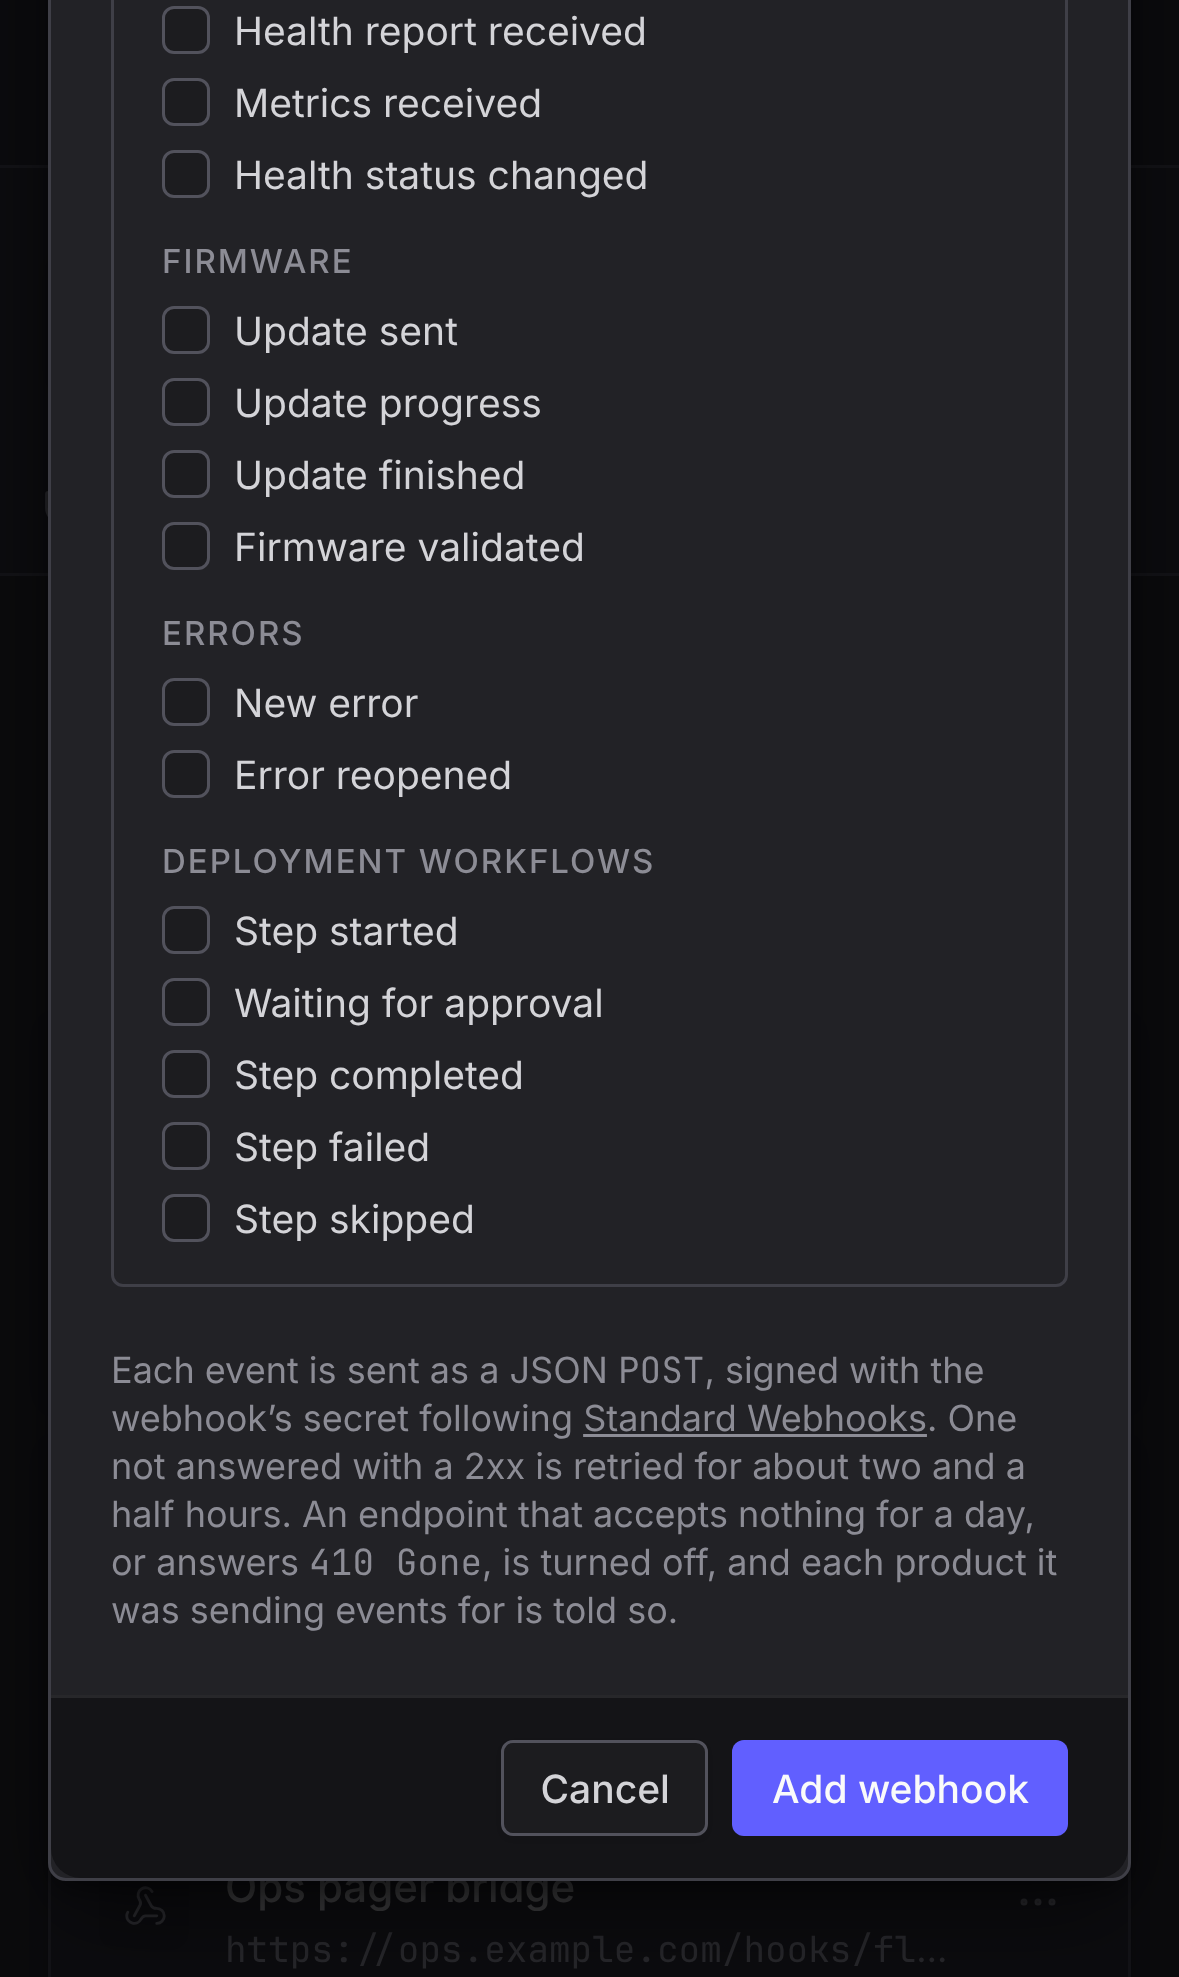 Health report received
Metrics received
Health status changed
FIRMWARE
Update sent
Update progress
Update finished
Firmware validated
ERRORS
New error
Error reopened
DEPLOYMENT WORKFLOWS
Step started
Waiting for approval
Step completed
Step failed
Step skipped
Each event is sent as a JSON POST, signed with the
webhook’s secret following Standard Webhooks. One
not answered with a 2xx is retried for about two and a
half hours. An endpoint that accepts nothing for a day,
or answers 410 Gone, is turned off, and each product it
was sending events for is told so.
Cancel
Add webhook
Ops pager bridge
https://ops.example.com/hooks/fl…